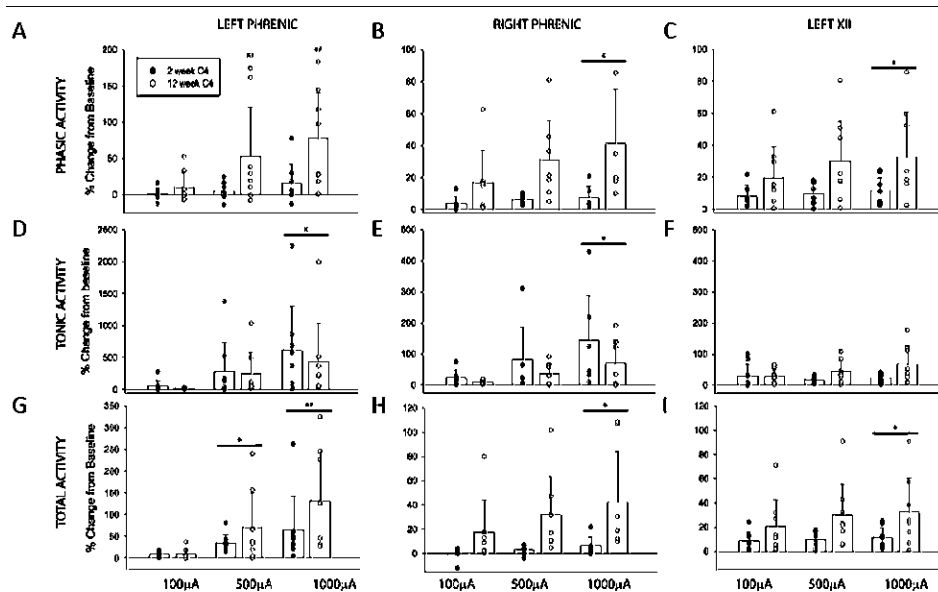 LEFT PHRENIC
RIGHT PHRENIC
LEFT XII
A
B
C
PHASIC ACTIVITY
% Change from Baseline
200
150
100
50
0
2 week C4
12 week C4
100
80
60
40
20
0
100
80
60
40
20
0
D
E
F
TONIC ACTIVITY
% Change from baseline
2600
2000
1500
1000
500
0
600
500
400
300
200
100
0
600
500
400
300
200
100
0
G
H
I
TOTAL ACTIVITY
% Change from Baseline
350
300
250
200
150
100
50
0
120
100
80
60
40
20
0
120
100
80
60
40
20
0
100µA 500µA 1000µA
100µA 500µA 1000µA
100µA 500µA 1000µA